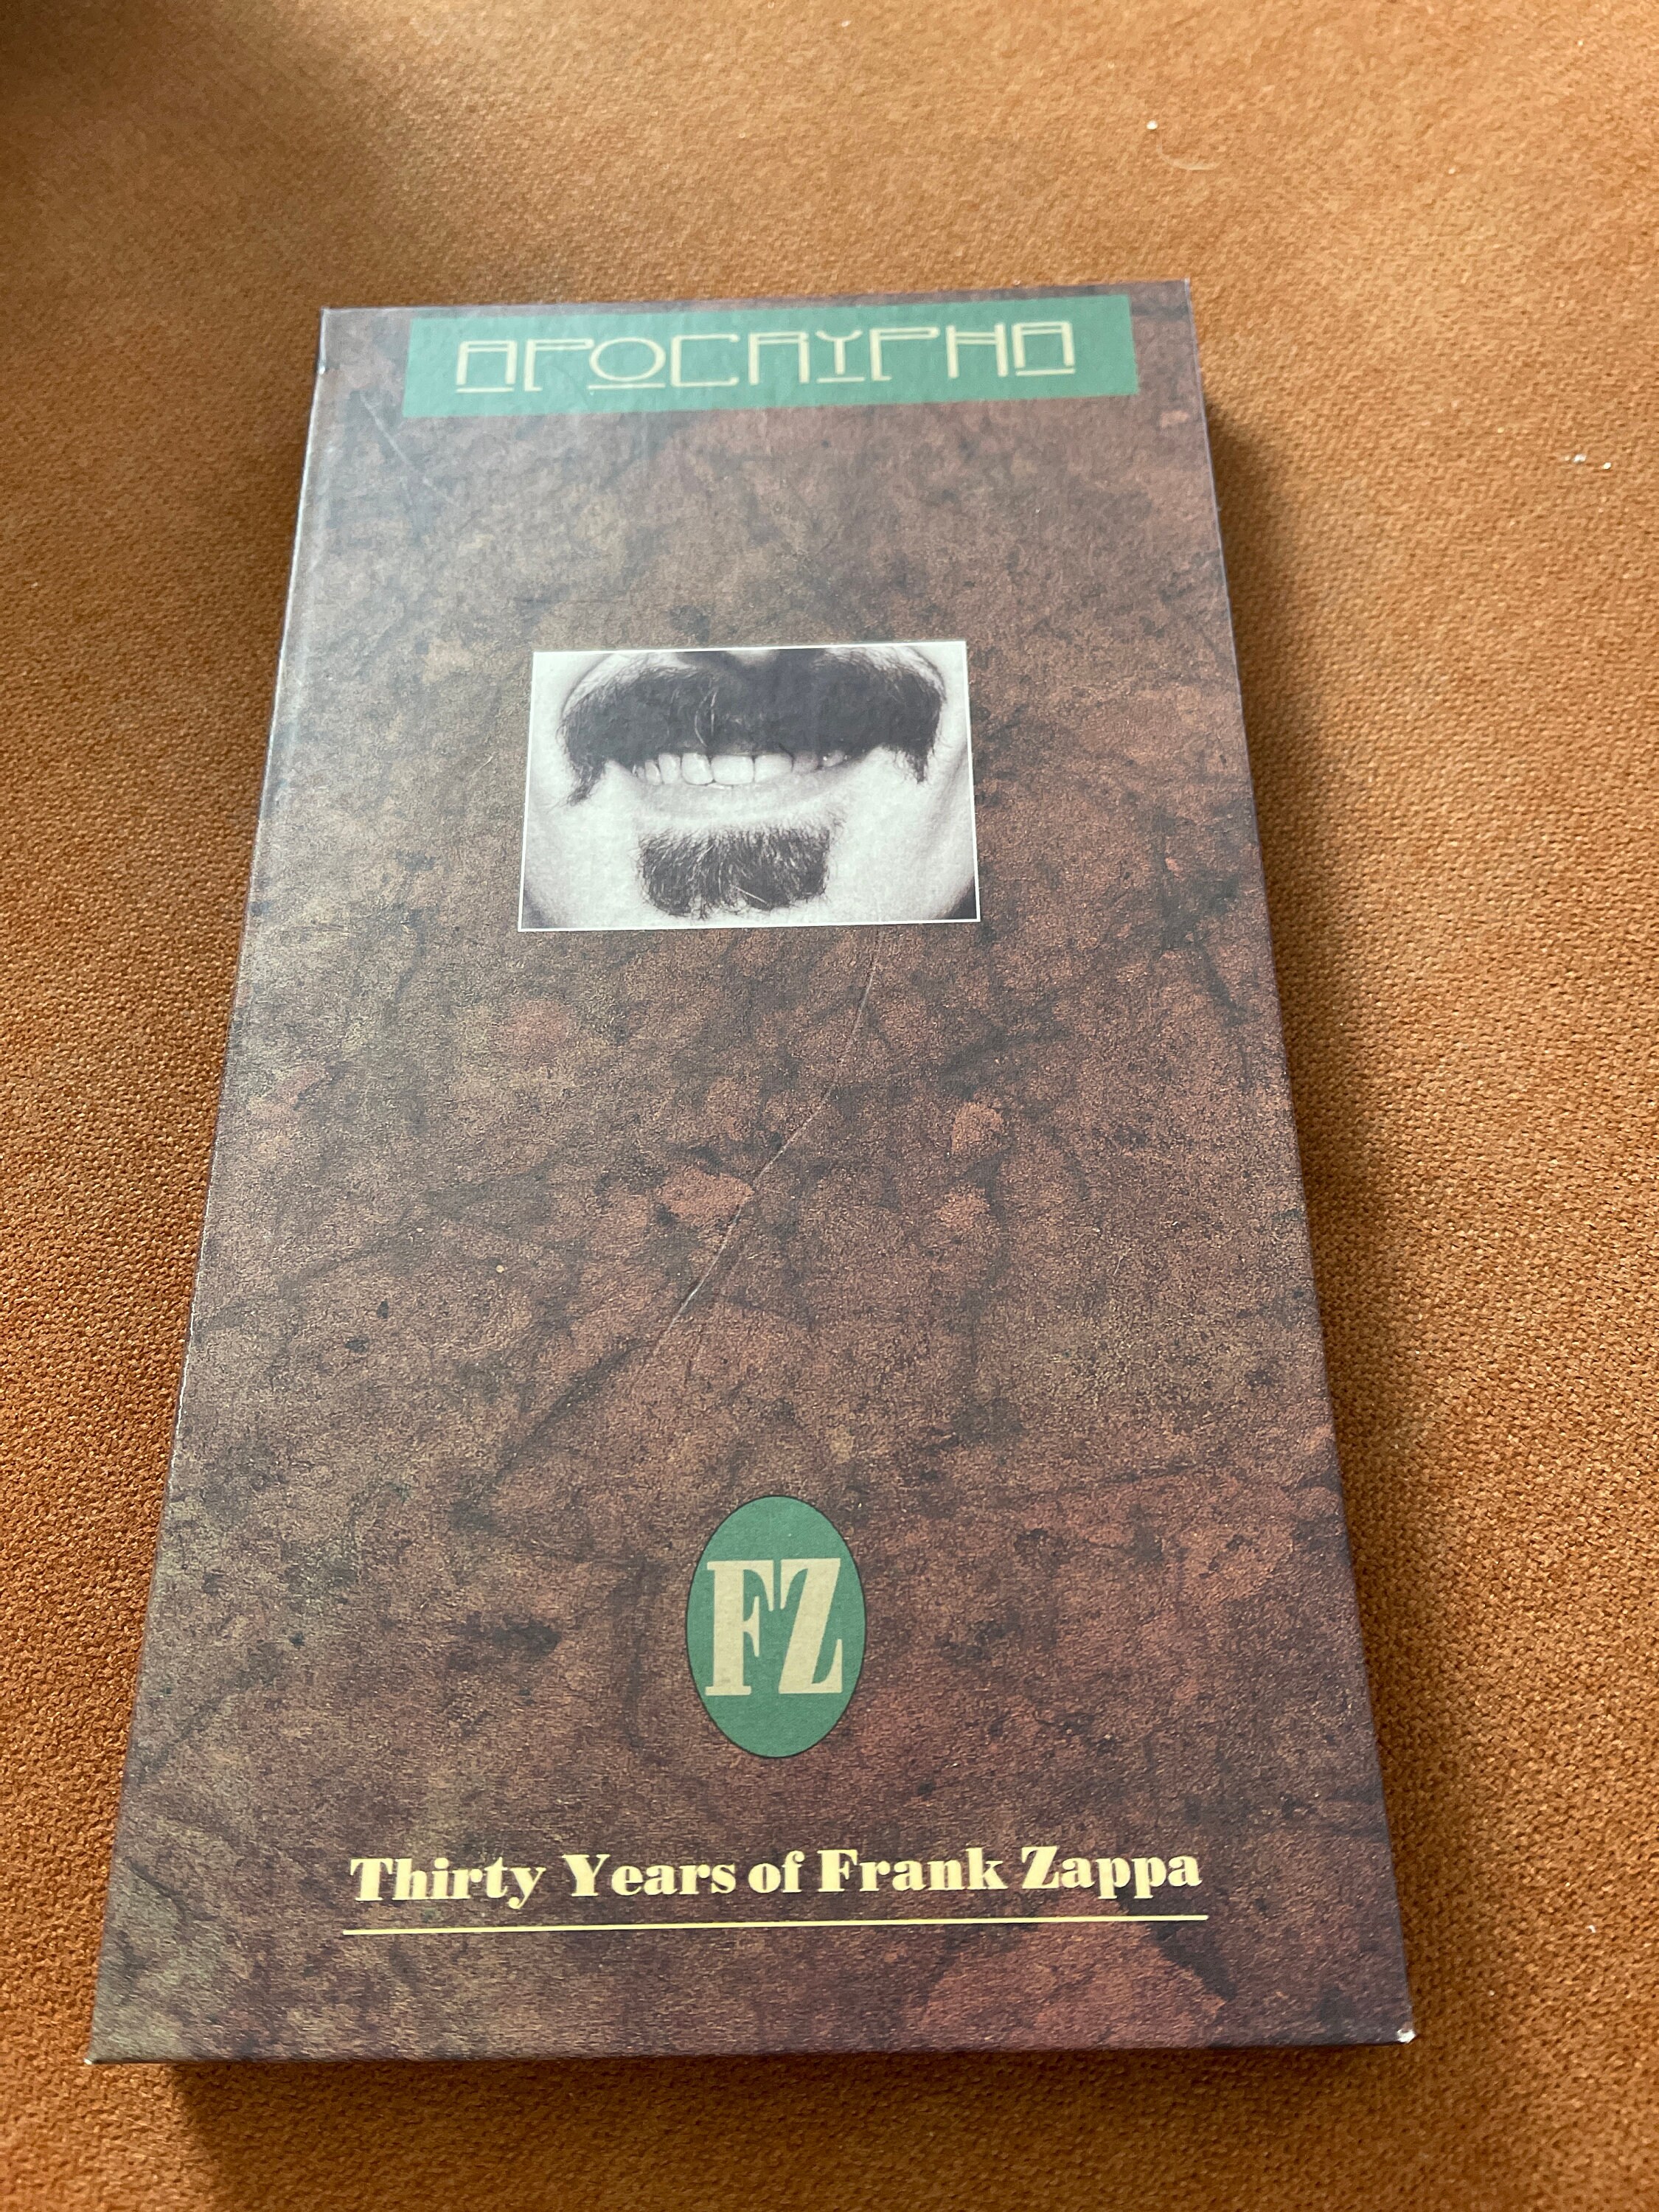 APOCRYPHA
FZ
Thirty Years of Frank Zappa